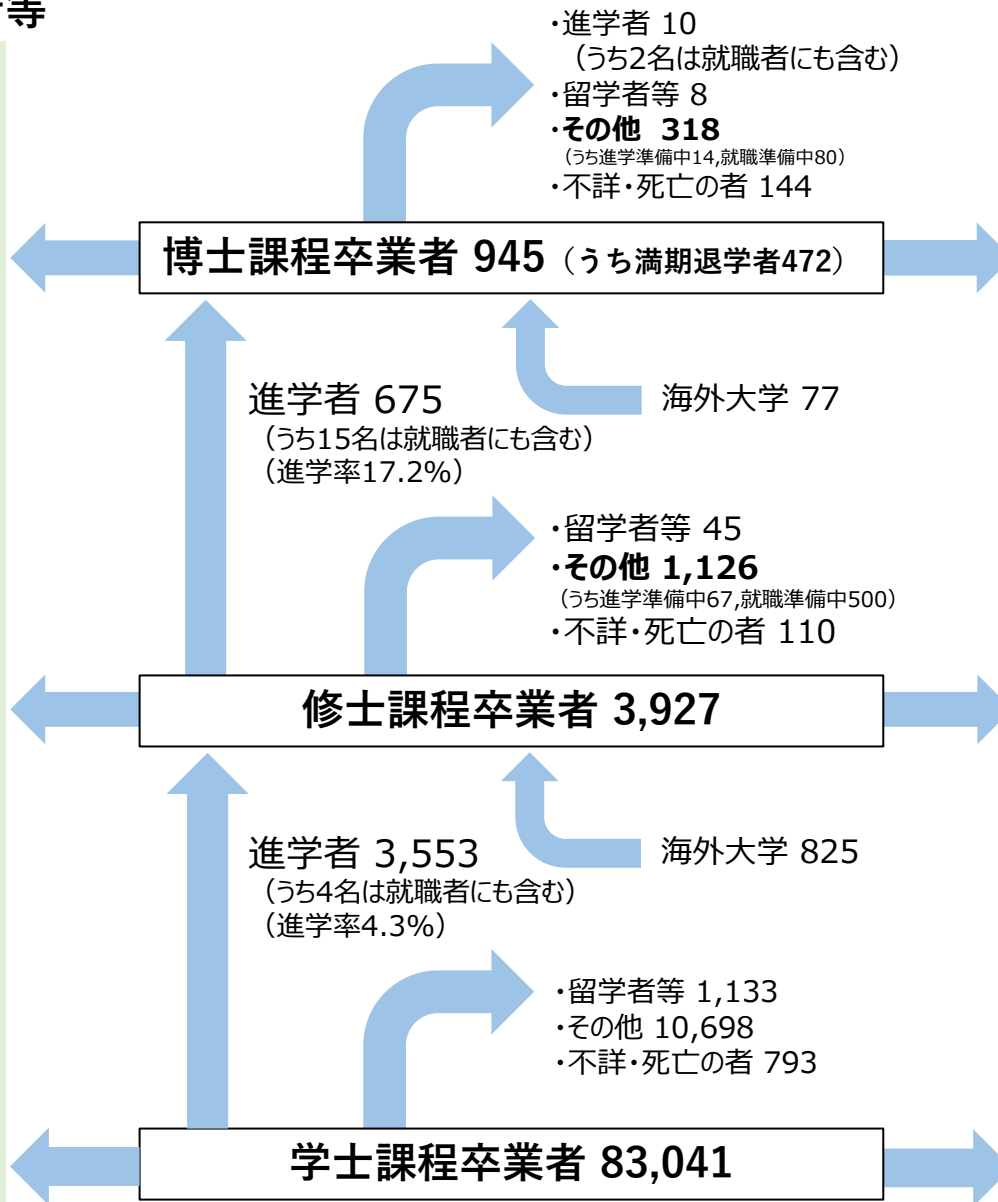 等
・進学者 10
（うち2名は就職者にも含む）
・留学者等 8
・その他 318
（うち進学準備中14,就職準備中80）
・不詳・死亡の者 144
博士課程卒業者 945（うち満期退学者472）
進学者 675
（うち15名は就職者にも含む）
（進学率17.2%）
海外大学 77
・留学者等 45
・その他 1,126
（うち進学準備中67,就職準備中500）
・不詳・死亡の者 110
修士課程卒業者 3,927
進学者 3,553
（うち4名は就職者にも含む）
（進学率4.3%）
海外大学 825
・留学者等 1,133
・その他 10,698
・不詳・死亡の者 793
学士課程卒業者 83,041